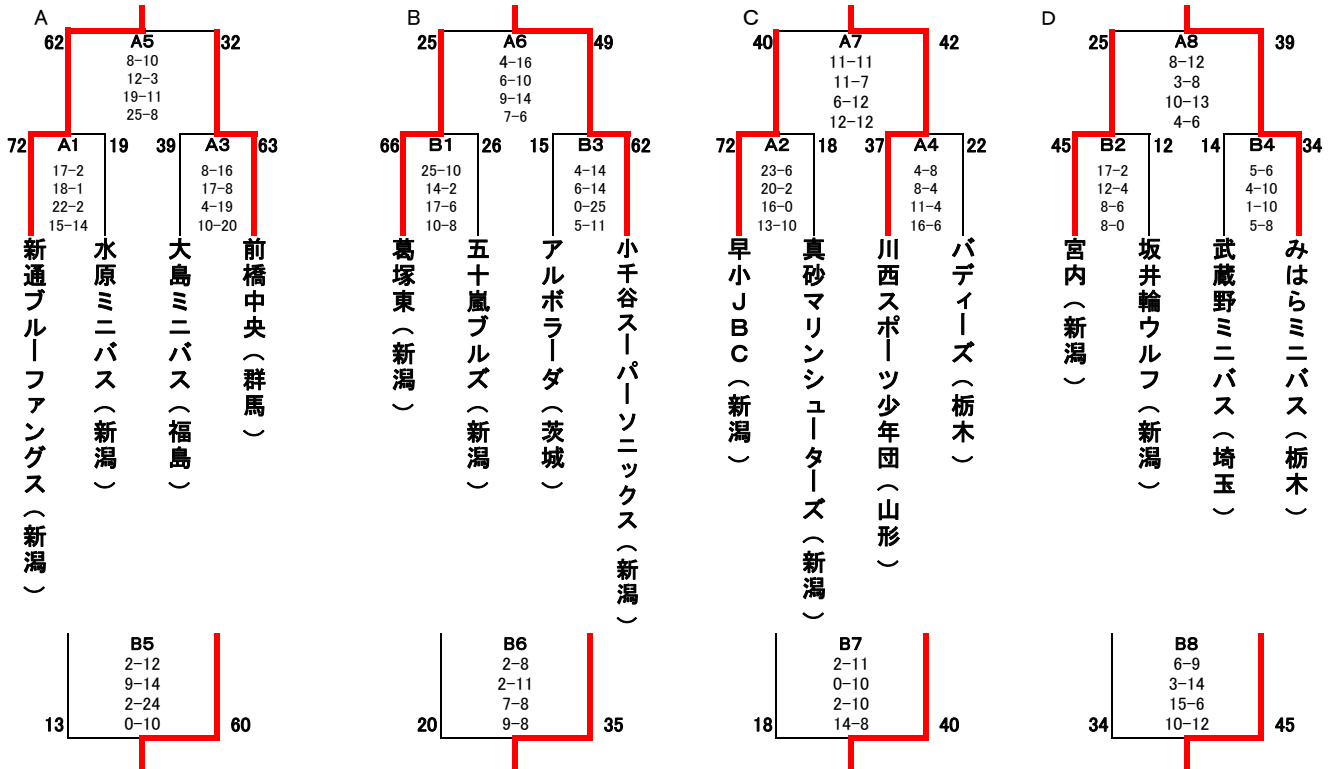 A
62
32
A5
8-10
12-3
19-11
25-8
72
A1
19
17-2
18-1
22-2
15-14
39
A3
63
8-16
17-8
4-19
10-20
新通ブルーファングス（新潟）
水原ミニバス（新潟）
大島ミニバス（福島）
前橋中央（群馬）
B5
2-12
9-14
2-24
0-10
13
60
B
25
49
A6
4-16
6-10
9-14
7-6
66
B1
26
25-10
14-2
17-6
10-8
15
B3
62
4-14
6-14
0-25
5-11
葛塚東（新潟）
五十嵐ブルズ（新潟）
アルボラーダ（茨城）
小千谷スーパーソニックス（新潟）
B6
2-8
2-11
7-8
9-8
20
35
C
40
42
A7
11-11
11-7
6-12
12-12
72
A2
18
23-6
20-2
16-0
13-10
37
A4
22
4-8
8-4
11-4
16-6
早小JBC（新潟）
真砂マリンシューターズ（新潟）
川西スポーツ少年団（山形）
バディーズ（栃木）
B7
2-11
0-10
2-10
14-8
18
40
D
25
39
A8
8-12
3-8
10-13
4-6
45
B2
12
17-2
12-4
8-6
8-0
14
B4
34
5-6
4-10
1-10
5-8
宮内（新潟）
坂井輪ウルフ（新潟）
武蔵野ミニバス（埼玉）
みはらミニバス（栃木）
B8
6-9
3-14
15-6
10-12
34
45